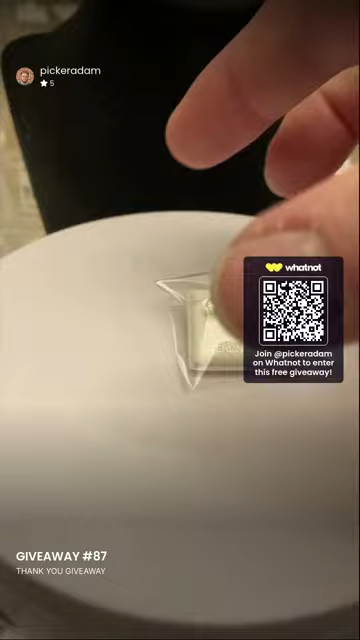 pickeradam
★ 5
whatnot
Join @pickeradam
on Whatnot to enter
this free giveaway!
GIVEAWAY #87
THANK YOU GIVEAWAY